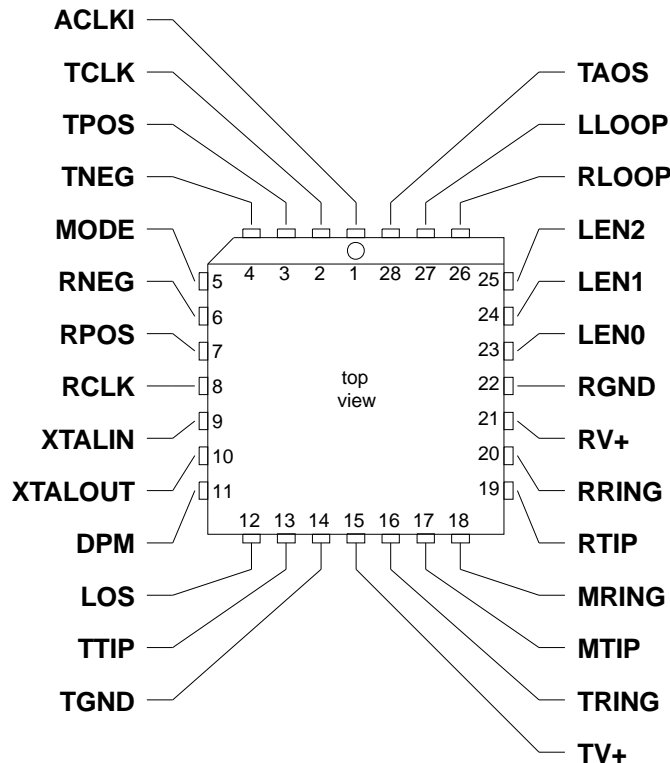 ACLKI
TCLK
TAOS
TPOS
LLOOP
TNEG
RLOOP
MODE
LEN2
4 3 2 1 28 27 26
5
25
RNEG
LEN1
6
24
RPOS
LEN0
7
23
RCLK
RGND
8
22
top
view
XTALIN
RV+
9
21
XTALOUT
RRING
10
20
11
19
DPM
RTIP
12 13 14 15 16 17 18
LOS
MRING
TTIP
MTIP
TGND
TRING
TV+